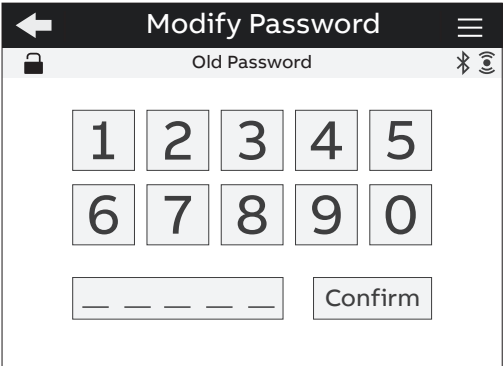 Modify Password
Old Password
1 2 3 4 5
6 7 8 9 0
_ _ _ _ _ Confirm